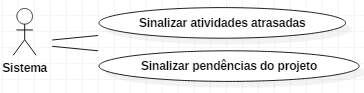 Sinalizar atividades atrasadas
Sistema
Sinalizar pendências do projeto